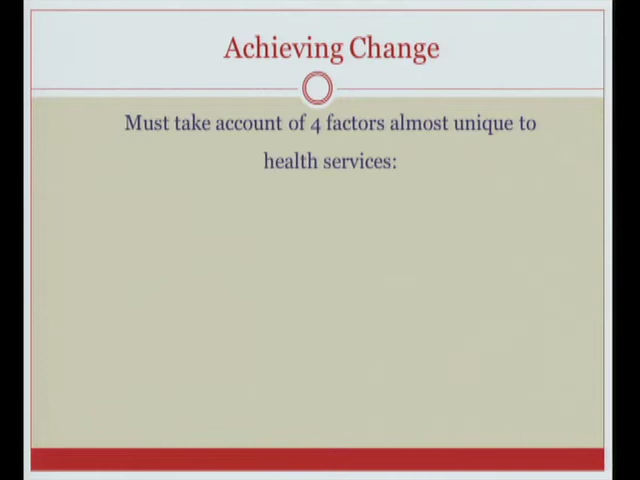 Achieving Change
Must take account of 4 factors almost unique to
health services: